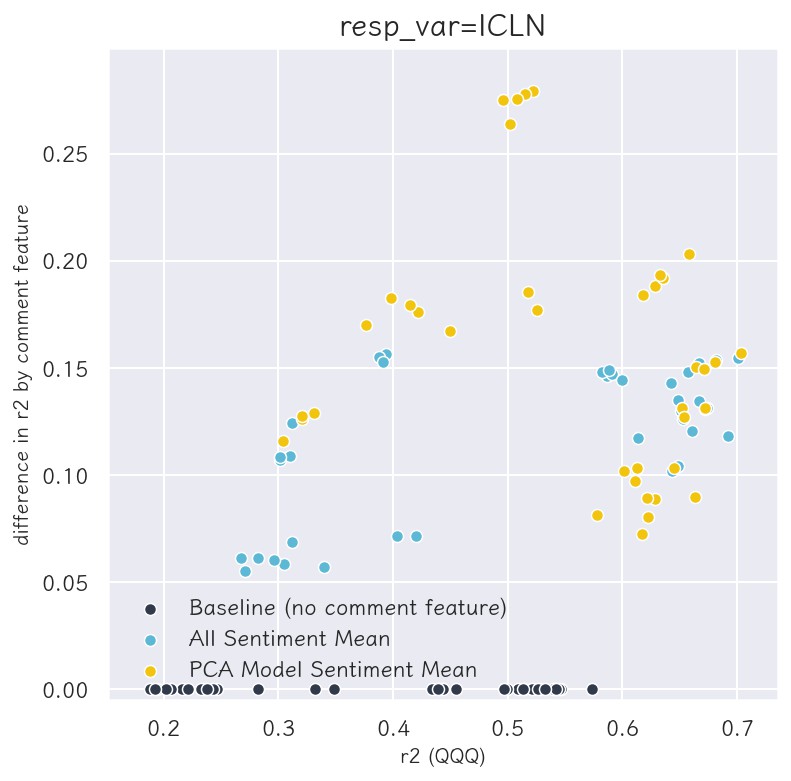 resp_var=ICLN
difference in r2 by comment feature
0.25
0.20
0.15
0.10
0.05
0.00
Baseline (no comment feature)
All Sentiment Mean
PCA Model Sentiment Mean
0.2 0.3 0.4 0.5 0.6 0.7
r2 (QQQ)